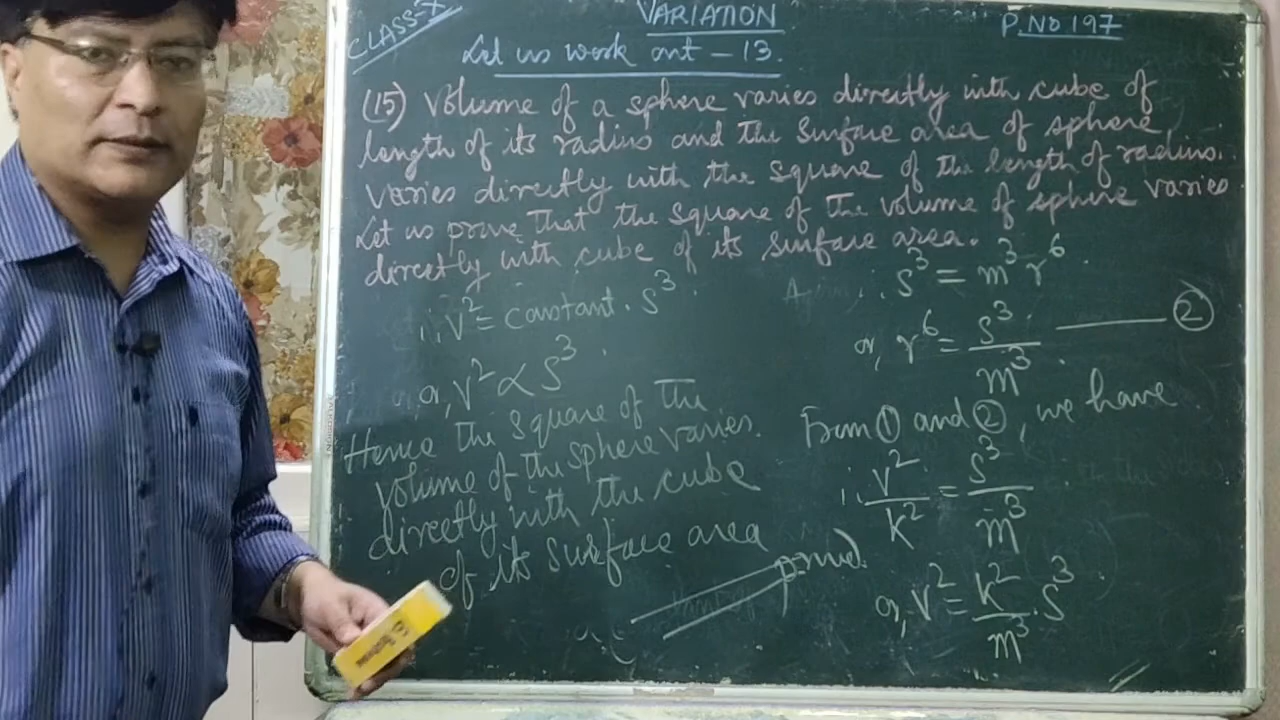 CLASS-X
VARIATION
P.NO 197
Let us work out - 13.
(15) Volume of a sphere varies directly with cube of
length of its radius and the surface area of sphere
varies directly with the square of the length of radius.
Let us prove that the square of the volume of sphere varies
directly with cube of its surface area.
∴ V² = constant . S³
or, V² ∝ S³.
Hence the square of the
volume of the sphere varies
directly with the cube
of its surface area
proved.
∴ S³ = m³ r⁶.
or, r⁶ = S³/m³. ——— ②
From ① and ②, we have
∴ V²/k² = S³/m³
or, V² = k²/m³ . S³